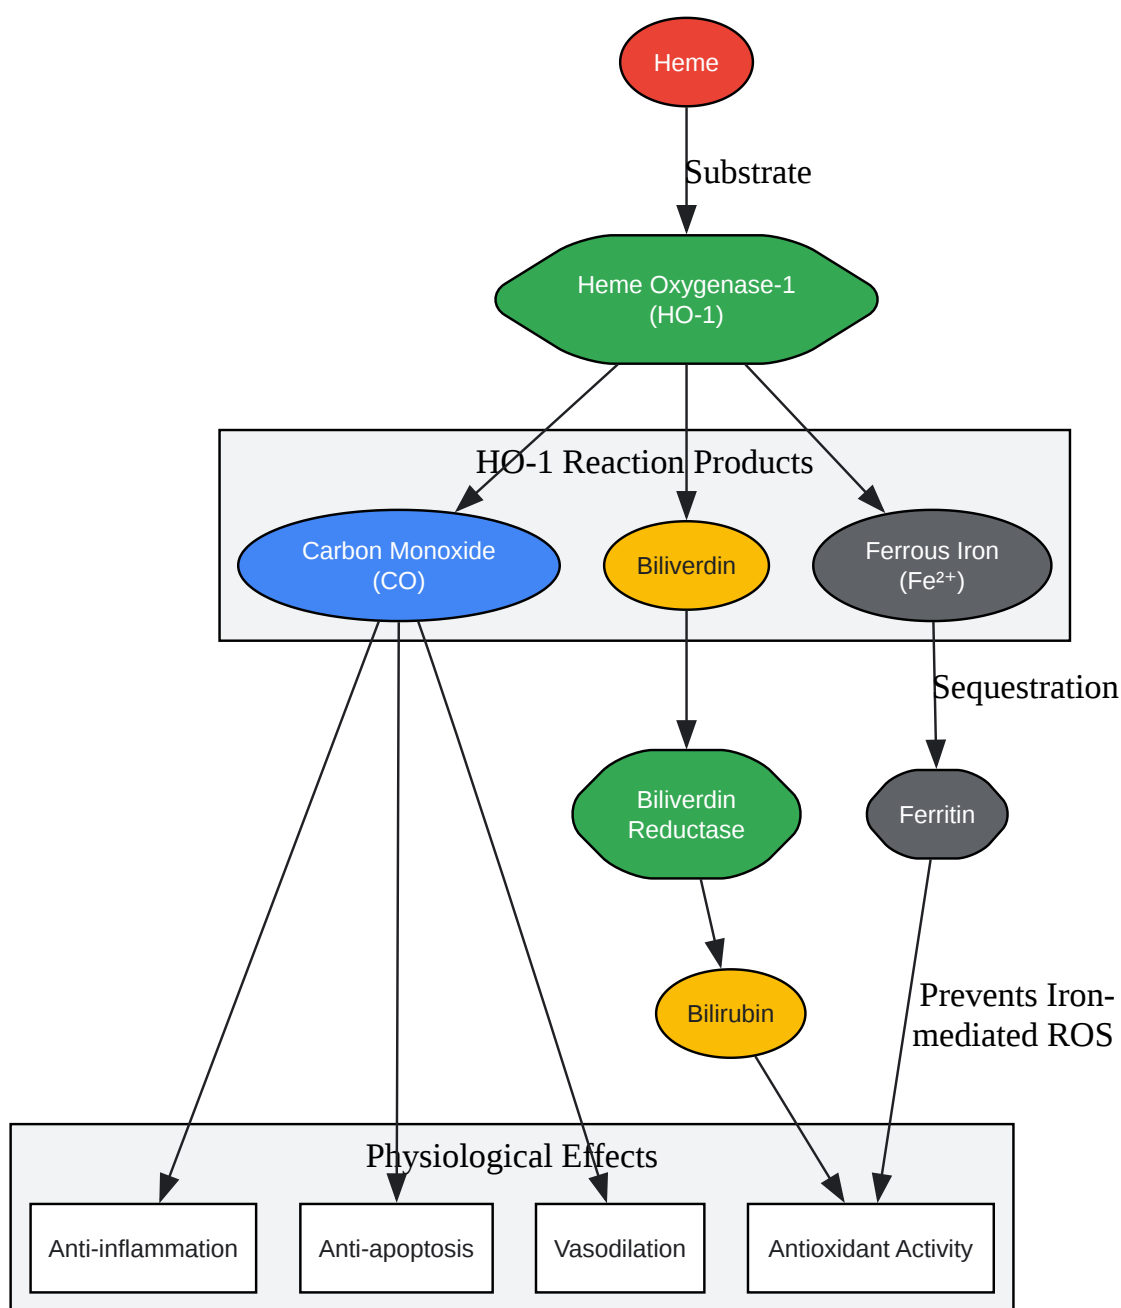 Heme
Substrate
Heme Oxygenase-1
(HO-1)
HO-1 Reaction Products
Carbon Monoxide
(CO)
Biliverdin
Ferrous Iron
(Fe²⁺)
Sequestration
Biliverdin
Reductase
Ferritin
Bilirubin
Prevents Iron-
mediated ROS
Physiological Effects
Anti-inflammation
Anti-apoptosis
Vasodilation
Antioxidant Activity